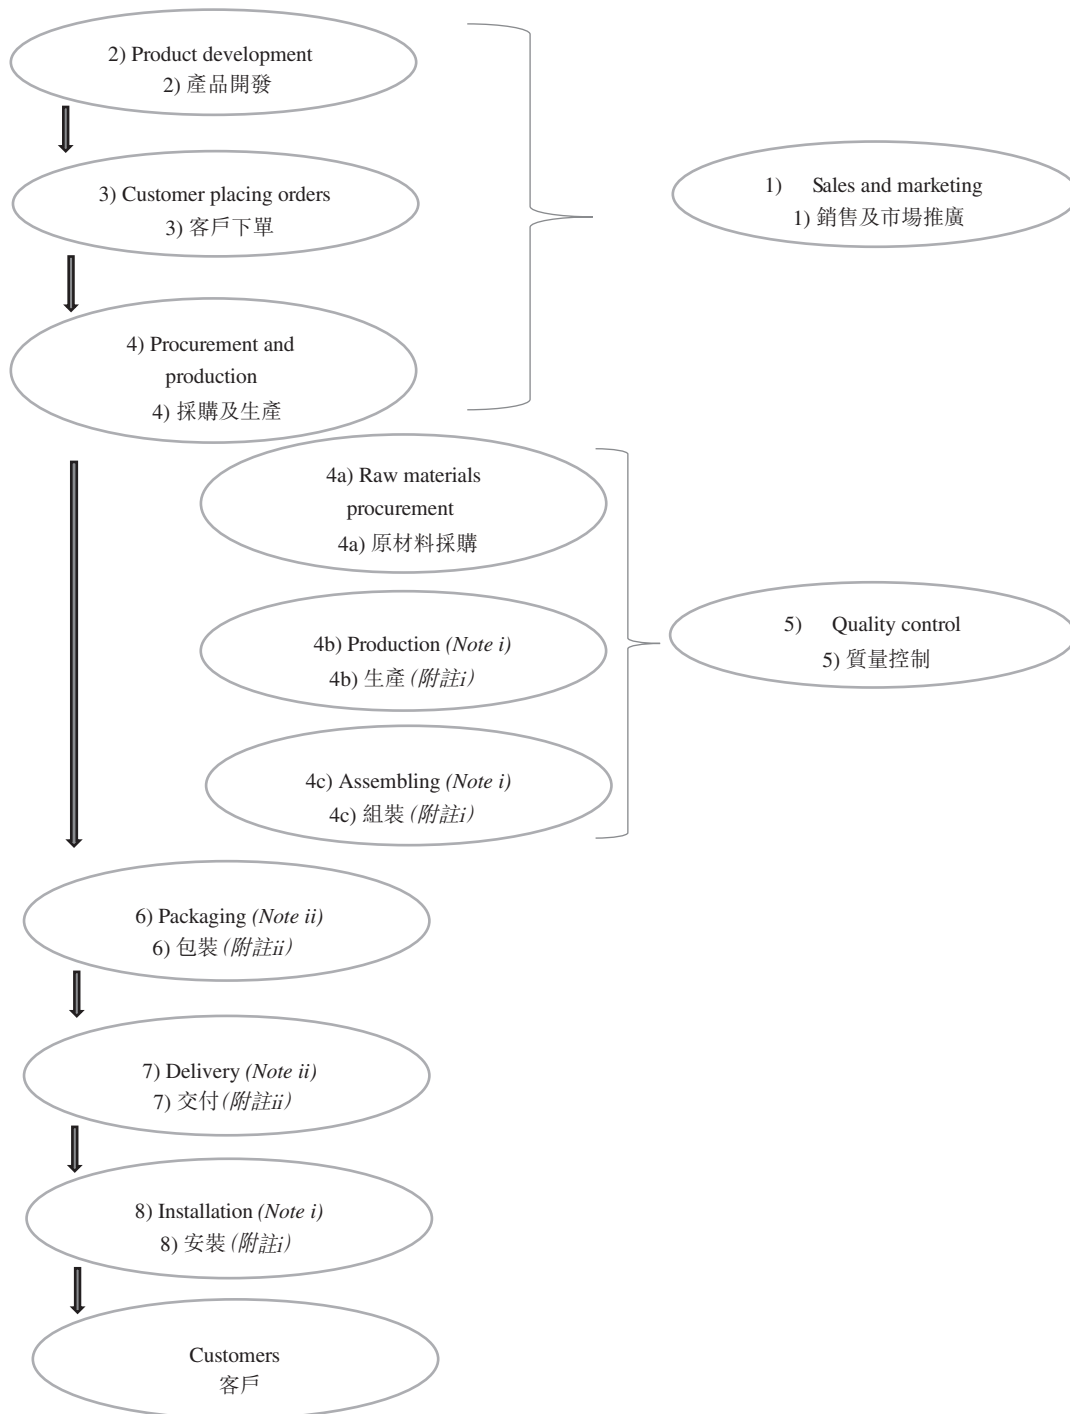 2) Product development
2) 產品開發
3) Customer placing orders
3) 客戶下單
1) Sales and marketing
1) 銷售及市場推廣
4) Procurement and
production
4) 採購及生產
4a) Raw materials
procurement
4a) 原材料採購
4b) Production (Note i)
4b) 生產 (附註i)
4c) Assembling (Note i)
4c) 組裝 (附註i)
5) Quality control
5) 質量控制
6) Packaging (Note ii)
6) 包裝 (附註ii)
7) Delivery (Note ii)
7) 交付 (附註ii)
8) Installation (Note i)
8) 安裝 (附註i)
Customers
客戶